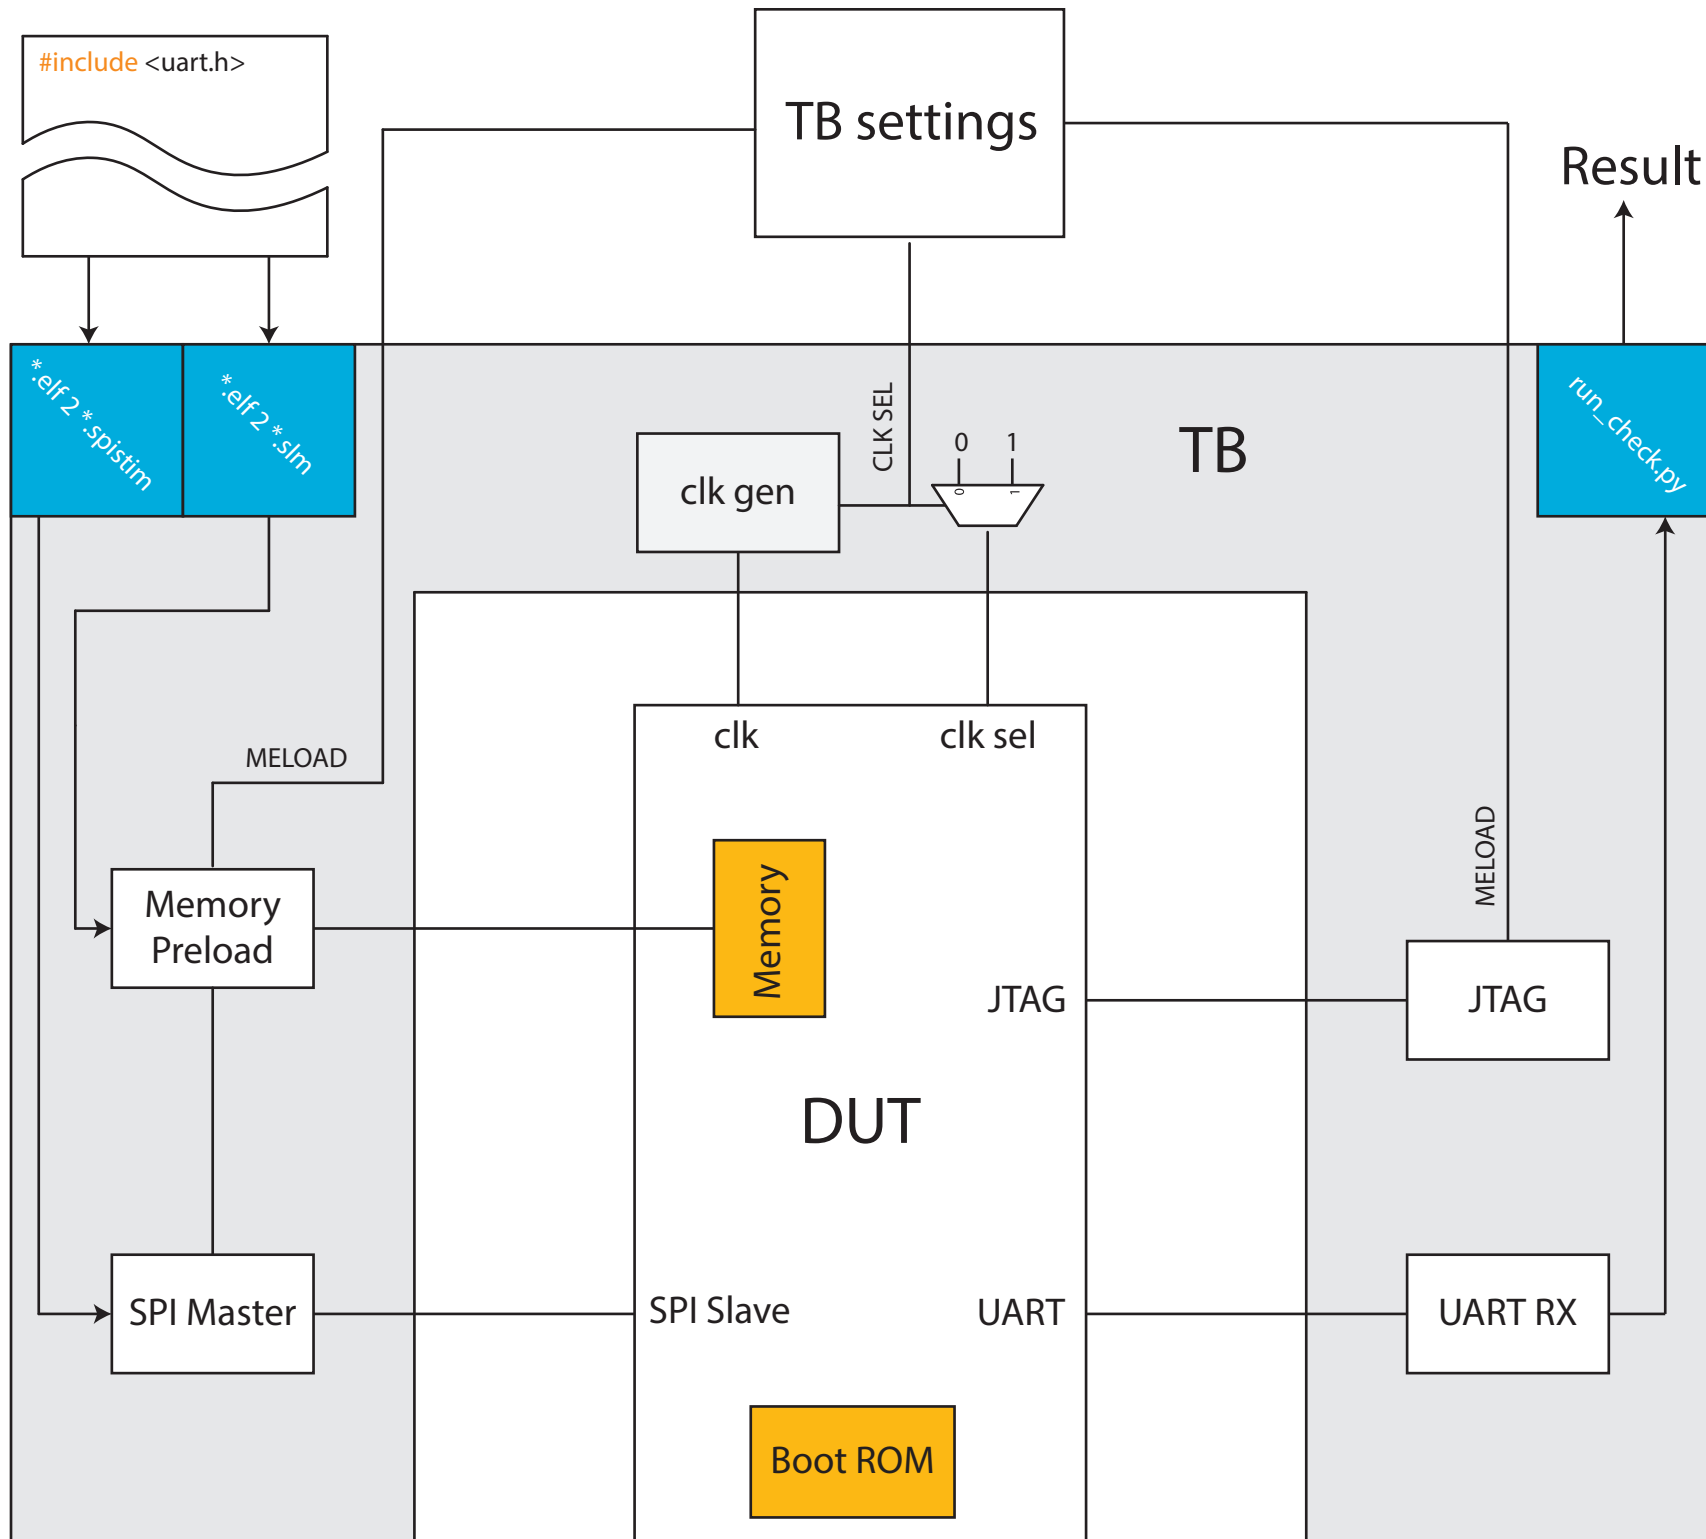 #include <uart.h>
TB settings
Result
*.elf 2 *.spistim
*.elf 2 *.slm
run_check.py
CLK SEL
0 1
TB
clk gen
0 1
clk
clk sel
MELOAD
MELOAD
Memory
Preload
Memory
JTAG
JTAG
DUT
SPI Master
SPI Slave
UART
UART RX
Boot ROM